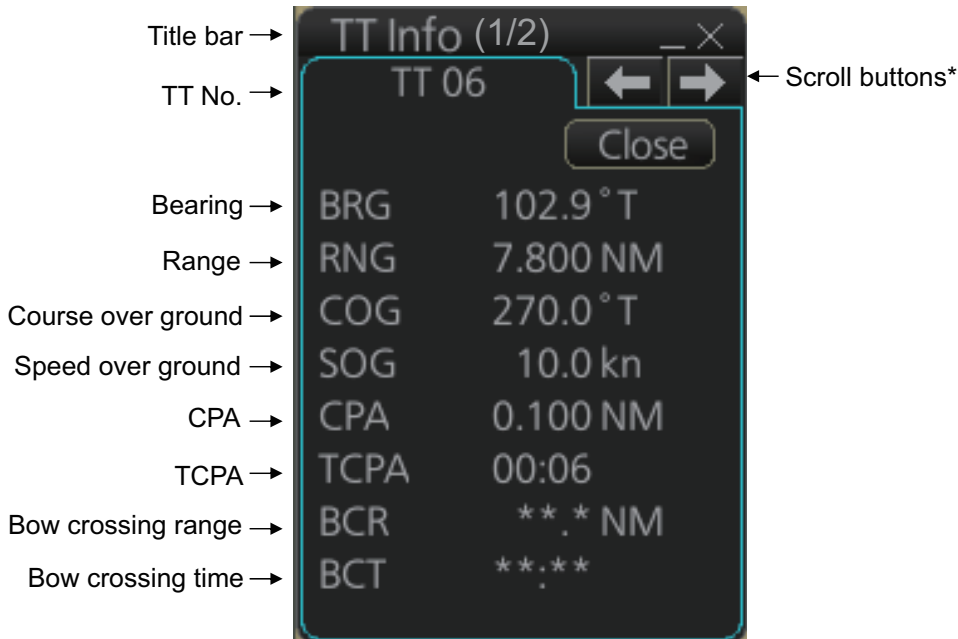 Title bar
TT Info (1/2)
TT No.
TT 06
Scroll buttons*
Close
Bearing
BRG 102.9°T
Range
RNG 7.800 NM
Course over ground
COG 270.0°T
Speed over ground
SOG 10.0 kn
CPA
CPA 0.100 NM
TCPA
TCPA 00:06
Bow crossing range
BCR **.* NM
Bow crossing time
BCT **:**